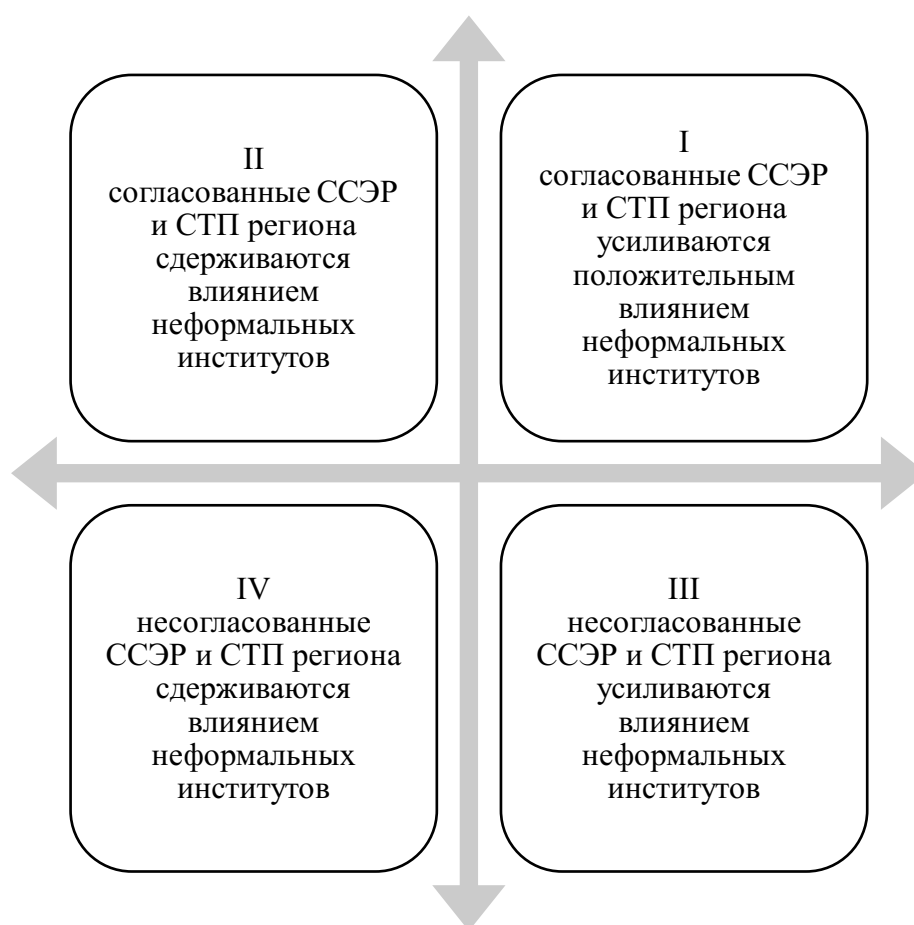 II
согласованные ССЭР
и СТП региона
сдерживаются
влиянием
неформальных
институтов
I
согласованные ССЭР
и СТП региона
усиливаются
положительным
влиянием
неформальных
институтов
IV
несогласованные
ССЭР и СТП региона
сдерживаются
влиянием
неформальных
институтов
III
несогласованные
ССЭР и СТП региона
усиливаются
влиянием
неформальных
институтов